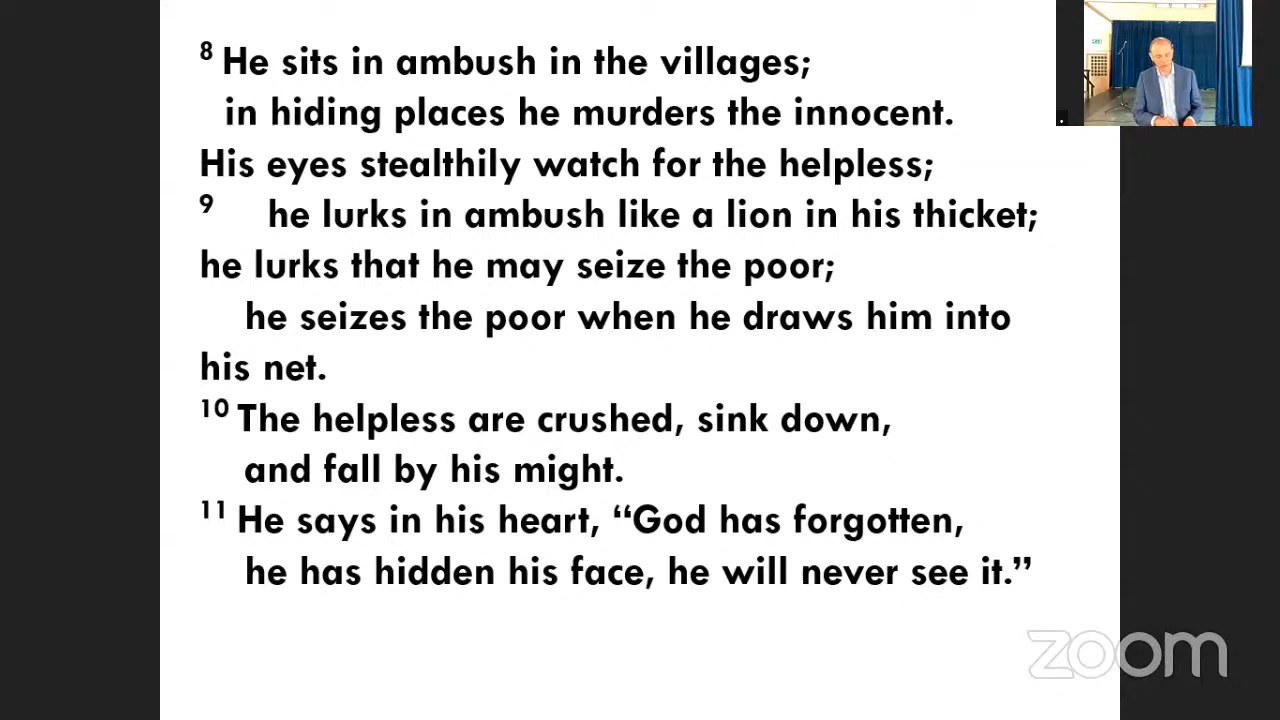 8 He sits in ambush in the villages;
in hiding places he murders the innocent.
His eyes stealthily watch for the helpless;
9 he lurks in ambush like a lion in his thicket;
he lurks that he may seize the poor;
he seizes the poor when he draws him into
his net.
10 The helpless are crushed, sink down,
and fall by his might.
11 He says in his heart, “God has forgotten,
he has hidden his face, he will never see it.”
zoom